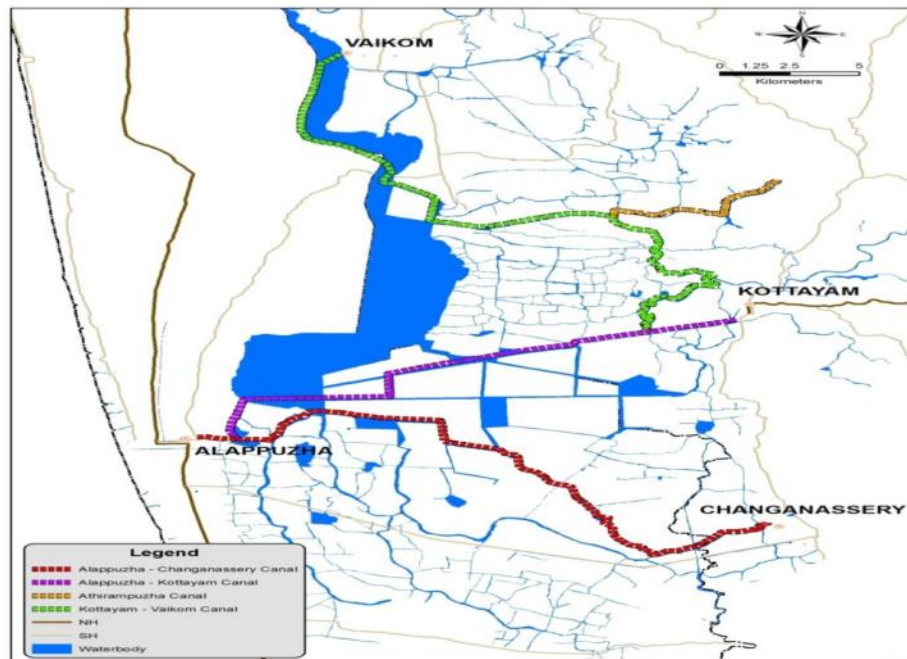 VAIKOM
N
W E
S
0 1.25 2.5 5
Kilometers
KOTTAYAM
ALAPPUZHA
CHANGANASSERY
Legend
Alappuzha - Changanassery Canal
Alappuzha - Kottayam Canal
Athirampuzha Canal
Kottayam - Vaikom Canal
NH
SH
Waterbody